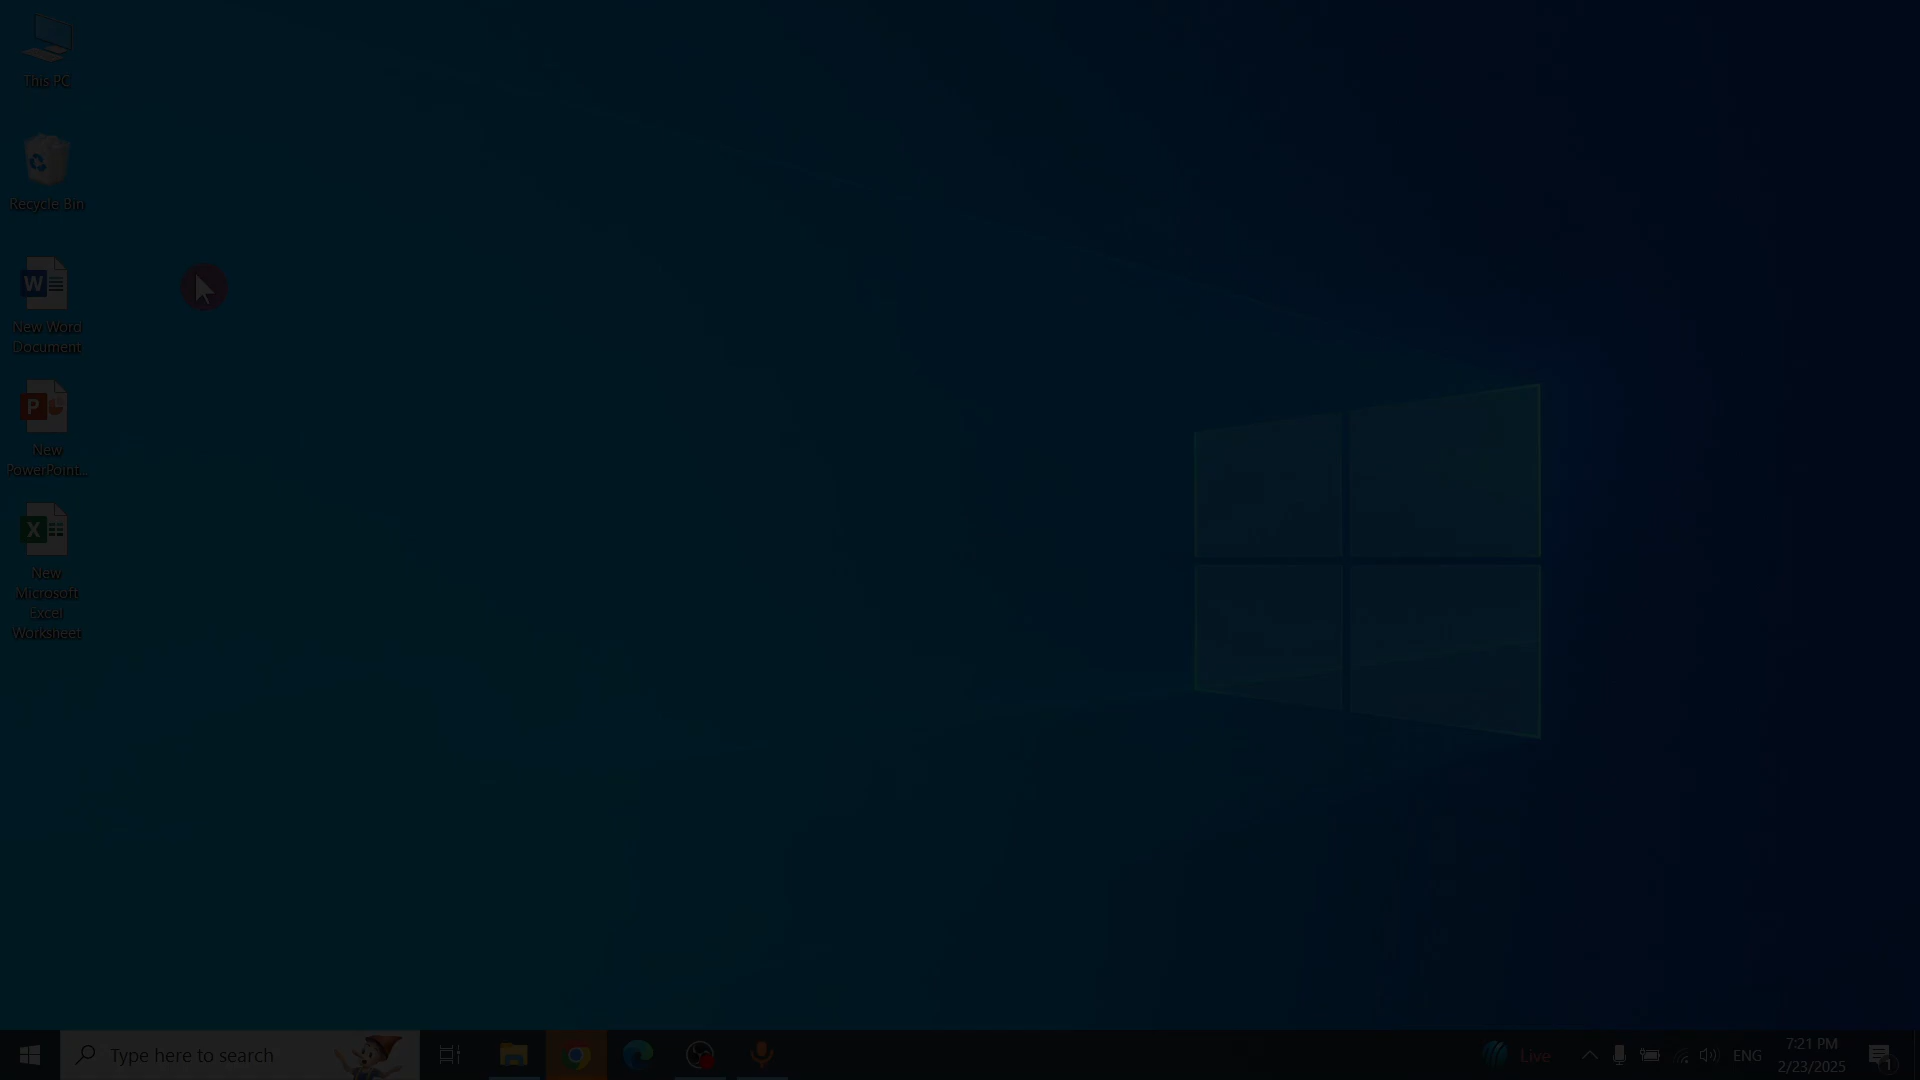 This PC
Recycle Bin
W
New Word
Document
P
New
PowerPoint...
X
New
Microsoft
Excel
Worksheet
Type here to search
Live
ENG
7:21 PM
2/23/2025
1